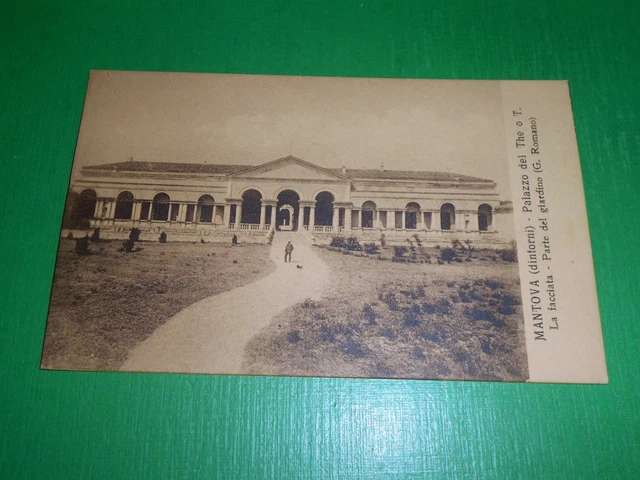 MANTOVA (dintorni) - Palazzo del The o T.
La facciata - Parte del giardino (G. Romano)